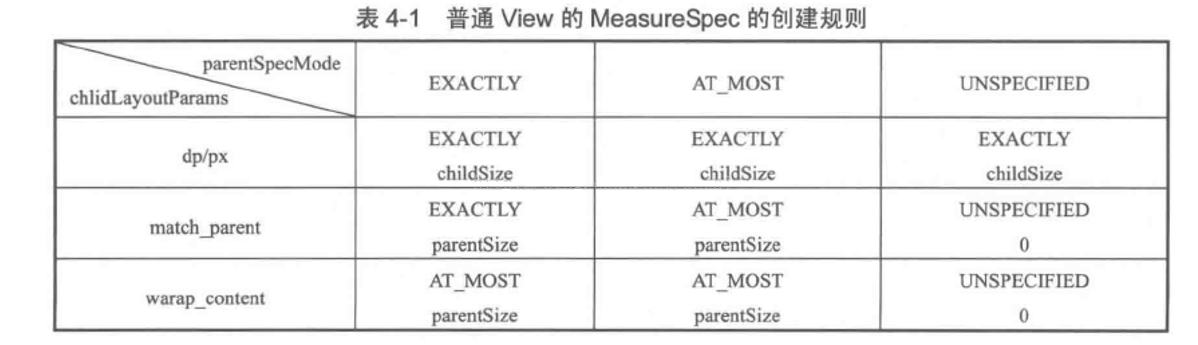 表 4-1 普通 View 的 MeasureSpec 的创建规则
parentSpecMode
chlidLayoutParams
EXACTLY
AT_MOST
UNSPECIFIED
dp/px
EXACTLY
childSize
EXACTLY
childSize
EXACTLY
childSize
match_parent
EXACTLY
parentSize
AT_MOST
parentSize
UNSPECIFIED
0
warap_content
AT_MOST
parentSize
AT_MOST
parentSize
UNSPECIFIED
0